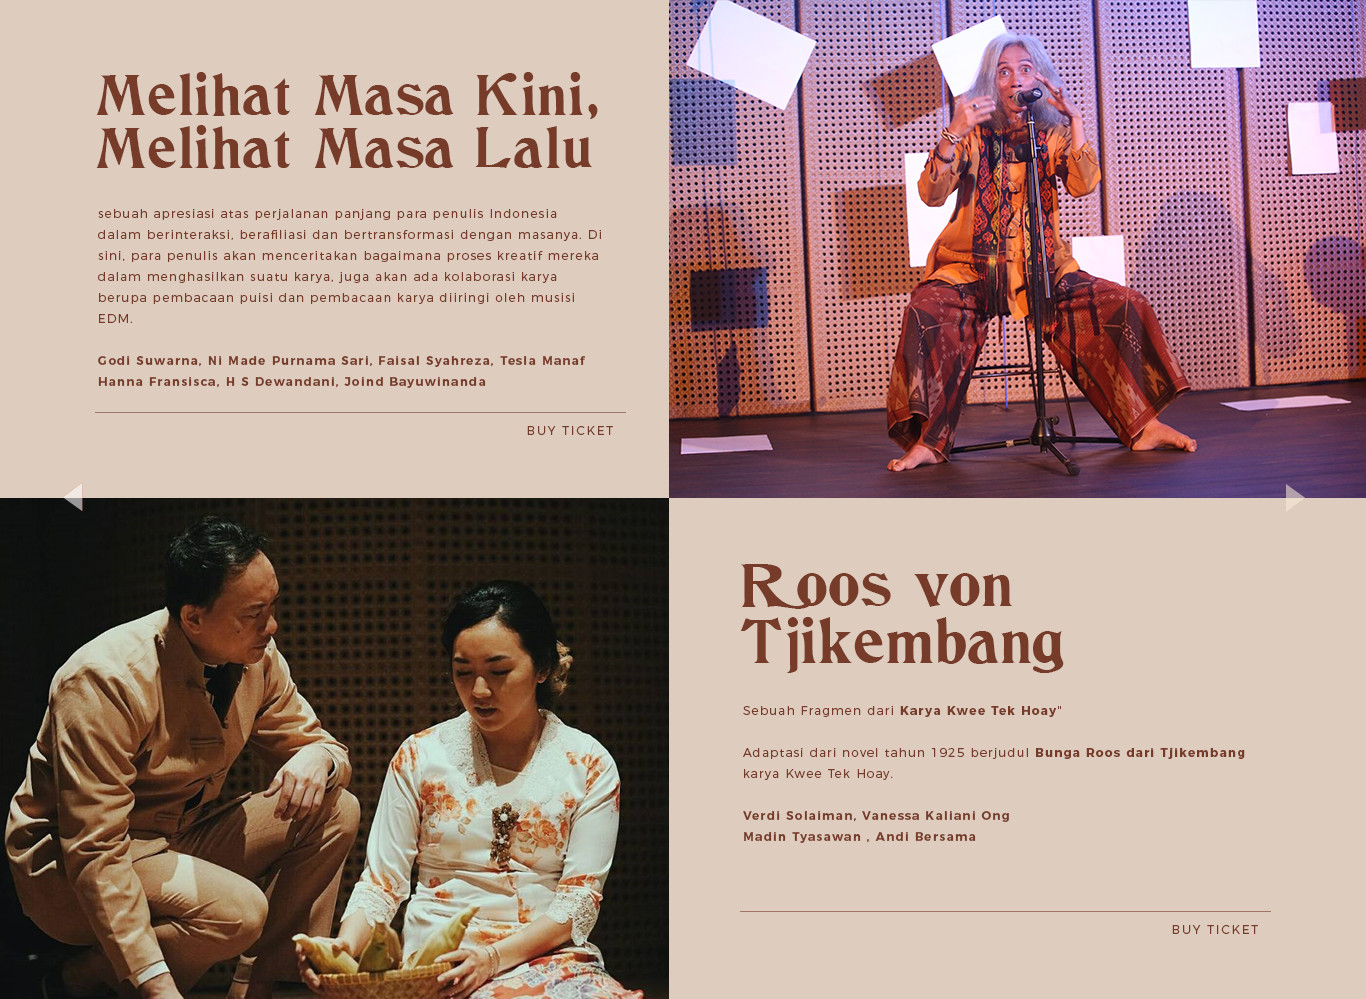 Melihat Masa Kini,
Melihat Masa Lalu
sebuah apresiasi atas perjalanan panjang para penulis Indonesia
dalam berinteraksi, berafiliasi dan bertransformasi dengan masanya. Di
sini, para penulis akan menceritakan bagaimana proses kreatif mereka
dalam menghasilkan suatu karya, juga akan ada kolaborasi karya
berupa pembacaan puisi dan pembacaan karya diiringi oleh musisi
EDM.
Godi Suwarna, Ni Made Purnama Sari, Faisal Syahreza, Tesla Manaf
Hanna Fransisca, H S Dewandani, Joind Bayuwinanda
BUY TICKET
Roos von
Tjikembang
Sebuah Fragmen dari Karya Kwee Tek Hoay"
Adaptasi dari novel tahun 1925 berjudul Bunga Roos dari Tjikembang
karya Kwee Tek Hoay.
Verdi Solaiman, Vanessa Kaliani Ong
Madin Tyasawan , Andi Bersama
BUY TICKET